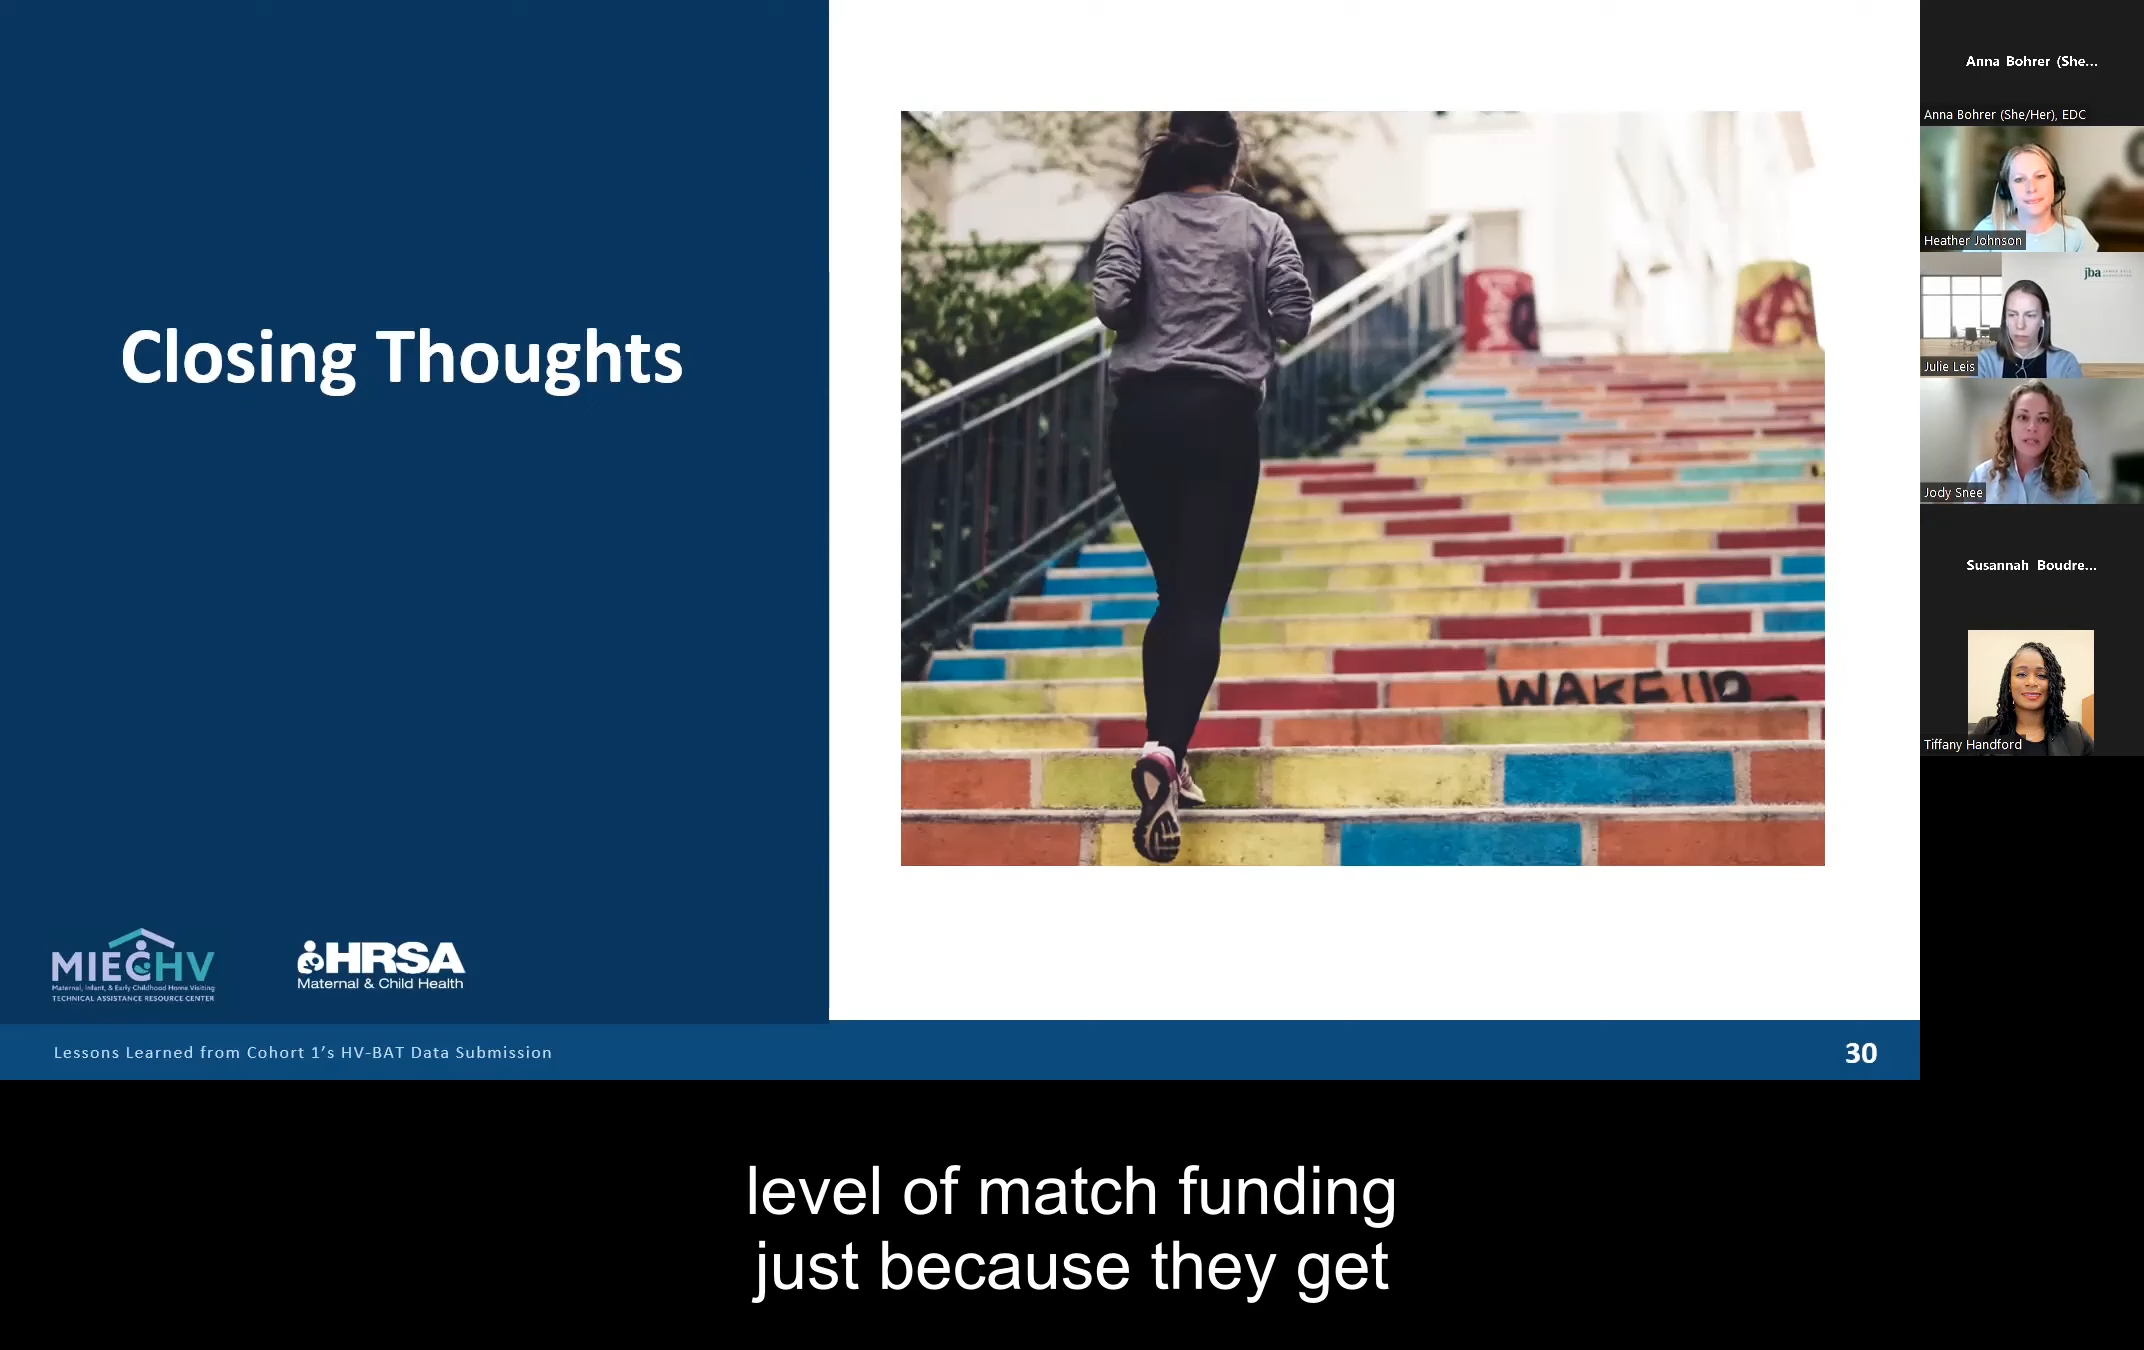 Closing Thoughts
WAKE UP
MIECHV
Maternal, Infant, & Early Childhood Home Visiting
TECHNICAL ASSISTANCE RESOURCE CENTER
HRSA
Maternal & Child Health
Lessons Learned from Cohort 1's HV-BAT Data Submission
30
Anna Bohrer (She...
Anna Bohrer (She/Her), EDC
Heather Johnson
jba
Julie Leis
Jody Snee
Susannah Boudre...
Tiffany Handford
level of match funding
just because they get